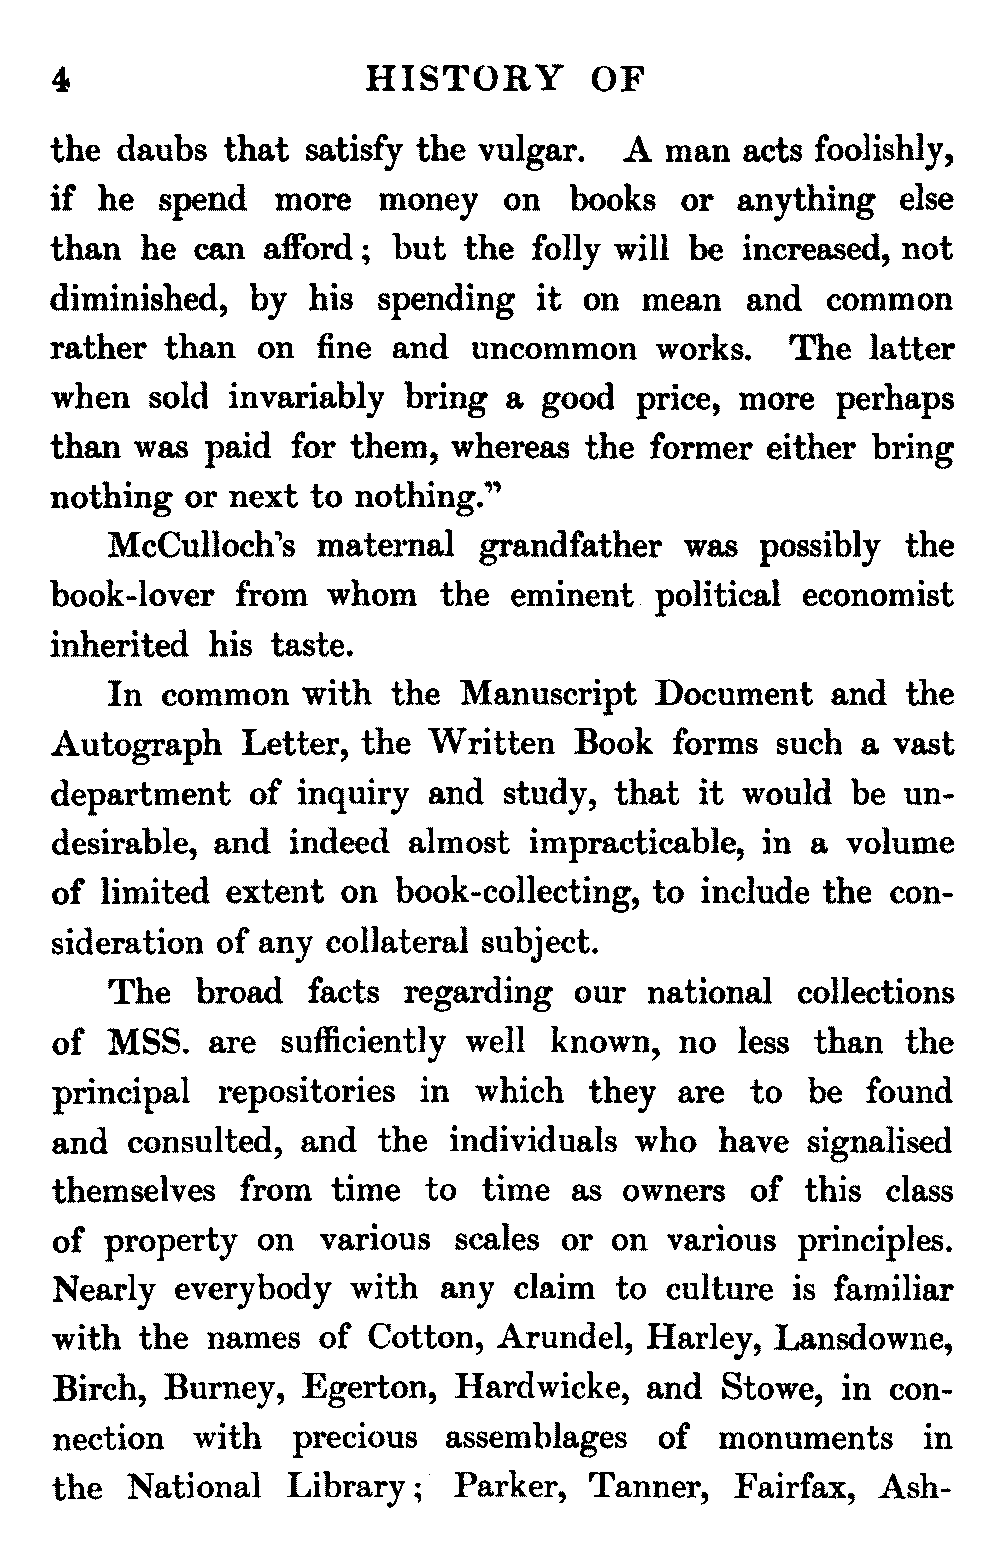 4 HISTORY OF
the daubs that satisfy the vulgar. A man acts foolishly,
if he spend more money on books or anything else
than he can afford; but the folly will be increased, not
diminished, by his spending it on mean and common
rather than on fine and uncommon works. The latter
when sold invariably bring a good price, more perhaps
than was paid for them, whereas the former either bring
nothing or next to nothing."
McCulloch's maternal grandfather was possibly the
book-lover from whom the eminent political economist
inherited his taste.
In common with the Manuscript Document and the
Autograph Letter, the Written Book forms such a vast
department of inquiry and study, that it would be un-
desirable, and indeed almost impracticable, in a volume
of limited extent on book-collecting, to include the con-
sideration of any collateral subject.
The broad facts regarding our national collections
of MSS. are sufficiently well known, no less than the
principal repositories in which they are to be found
and consulted, and the individuals who have signalised
themselves from time to time as owners of this class
of property on various scales or on various principles.
Nearly everybody with any claim to culture is familiar
with the names of Cotton, Arundel, Harley, Lansdowne,
Birch, Burney, Egerton, Hardwicke, and Stowe, in con-
nection with precious assemblages of monuments in
the National Library; Parker, Tanner, Fairfax, Ash-